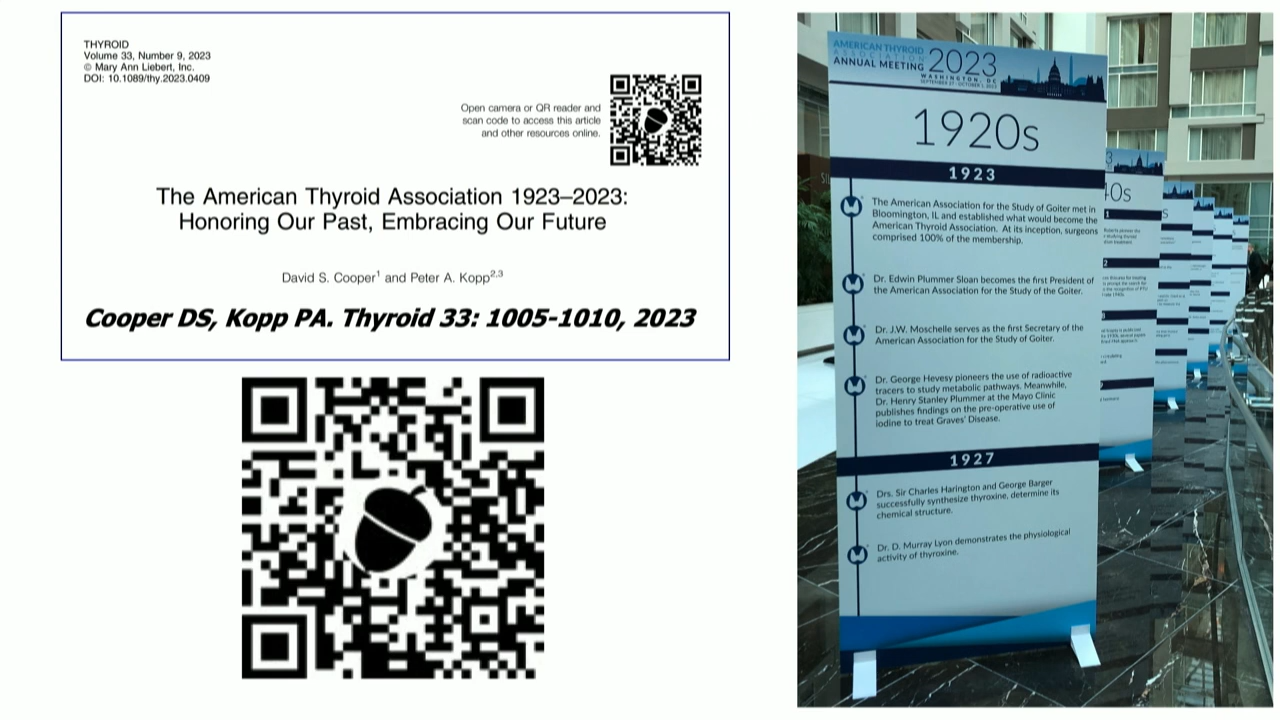 THYROID
Volume 33, Number 9, 2023
© Mary Ann Liebert, Inc.
DOI: 10.1089/thy.2023.0409
Open camera or QR reader and
scan code to access this article
and other resources online.
The American Thyroid Association 1923–2023:
Honoring Our Past, Embracing Our Future
David S. Cooper1 and Peter A. Kopp2,3
Cooper DS, Kopp PA. Thyroid 33: 1005-1010, 2023
AMERICAN THYROID
ASSOCIATION
ANNUAL MEETING
2023
WASHINGTON, DC
SEPTEMBER 27 - OCTOBER 1, 2023
1920s
1923
The American Association for the Study of Goiter met in
Bloomington, IL and established what would become the
American Thyroid Association. At its inception, surgeons
comprised 100% of the membership.
Dr. Edwin Plummer Sloan becomes the first President of
the American Association for the Study of the Goiter.
Dr. J.W. Moschelle serves as the first Secretary of the
American Association for the Study of Goiter.
Dr. George Hevesy pioneers the use of radioactive
tracers to study metabolic pathways. Meanwhile,
Dr. Henry Stanley Plummer at the Mayo Clinic
publishes findings on the pre-operative use of
iodine to treat Graves' Disease.
1927
Drs. Sir Charles Harington and George Barger
successfully synthesize thyroxine, determine its
chemical structure.
Dr. D. Murray Lyon demonstrates the physiological
activity of thyroxine.